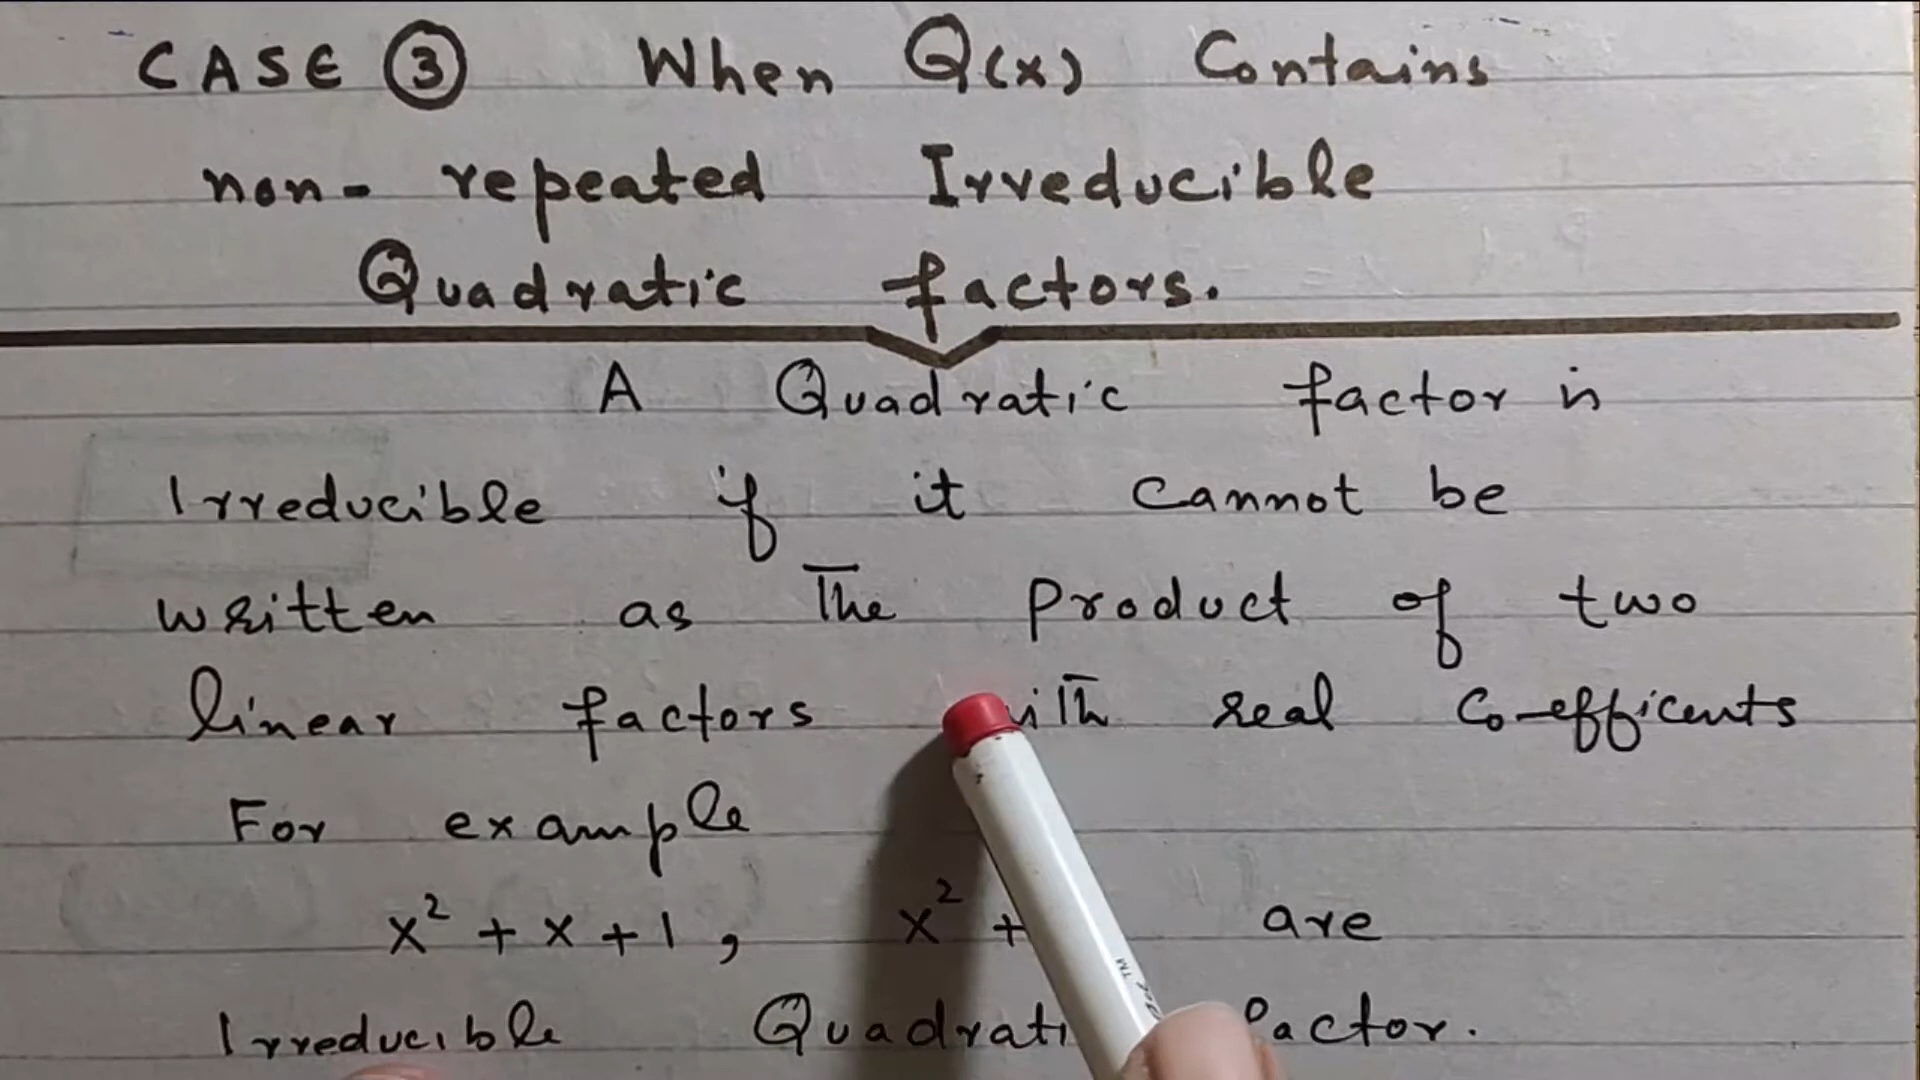 CASE ③ When Q(x) Contains
non-repeated Irreducible
Quadratic factors.
A Quadratic factor is
Irreducible if it cannot be
written as The product of two
linear factors with real Co-efficents
For example
x² + x + 1, x² + are
Irreducible Quadrati factor.